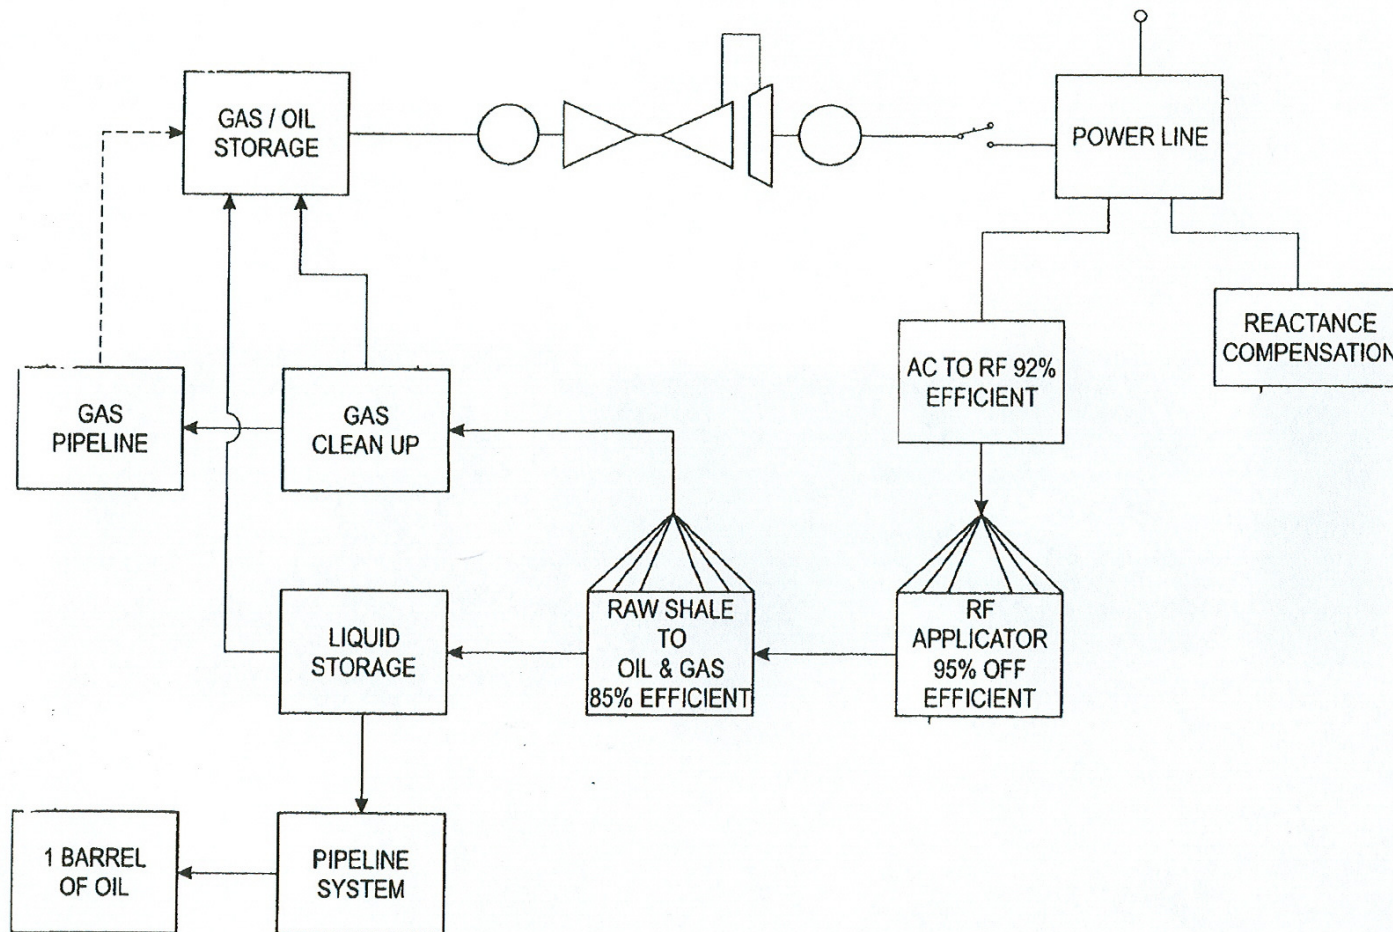 GAS / OIL
STORAGE
POWER LINE
REACTANCE
COMPENSATION
AC TO RF 92%
EFFICIENT
GAS
PIPELINE
GAS
CLEAN UP
LIQUID
STORAGE
RAW SHALE
TO
OIL & GAS
85% EFFICIENT
RF
APPLICATOR
95% OFF
EFFICIENT
1 BARREL
OF OIL
PIPELINE
SYSTEM